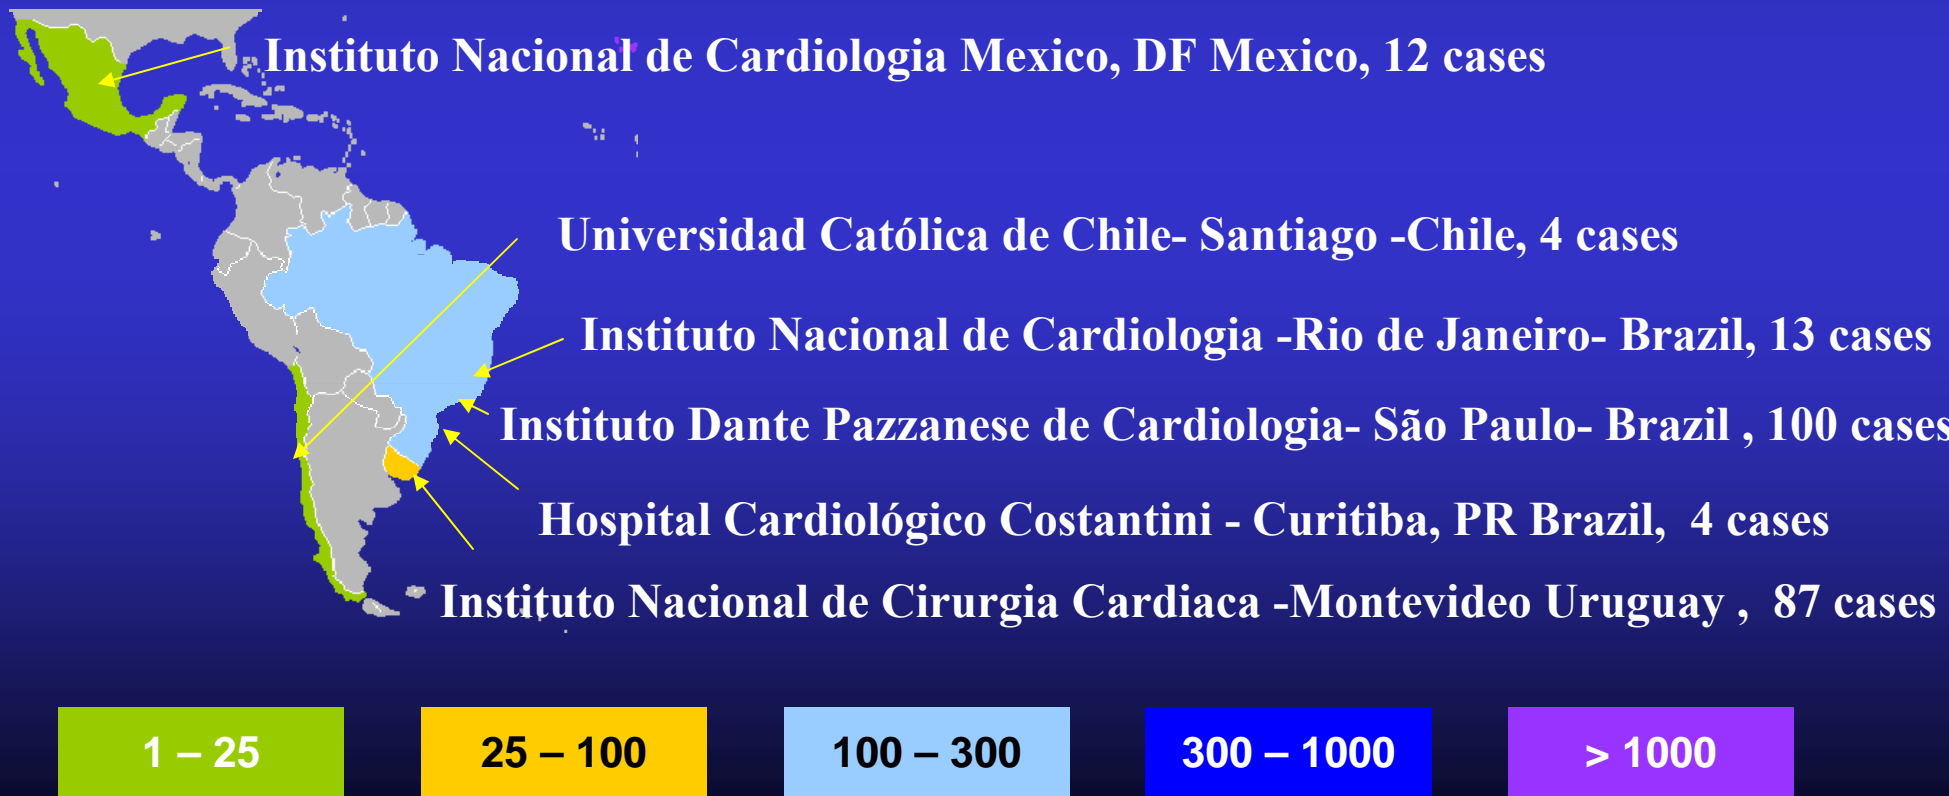 Instituto Nacional de Cardiologia Mexico, DF Mexico, 12 cases
Universidad Católica de Chile- Santiago -Chile, 4 cases
Instituto Nacional de Cardiologia -Rio de Janeiro- Brazil, 13 cases
Instituto Dante Pazzanese de Cardiologia- São Paulo- Brazil , 100 cases
Hospital Cardiológico Costantini - Curitiba, PR Brazil, 4 cases
Instituto Nacional de Cirurgia Cardiaca -Montevideo Uruguay , 87 cases
1 – 25 25 – 100 100 – 300 300 – 1000 > 1000